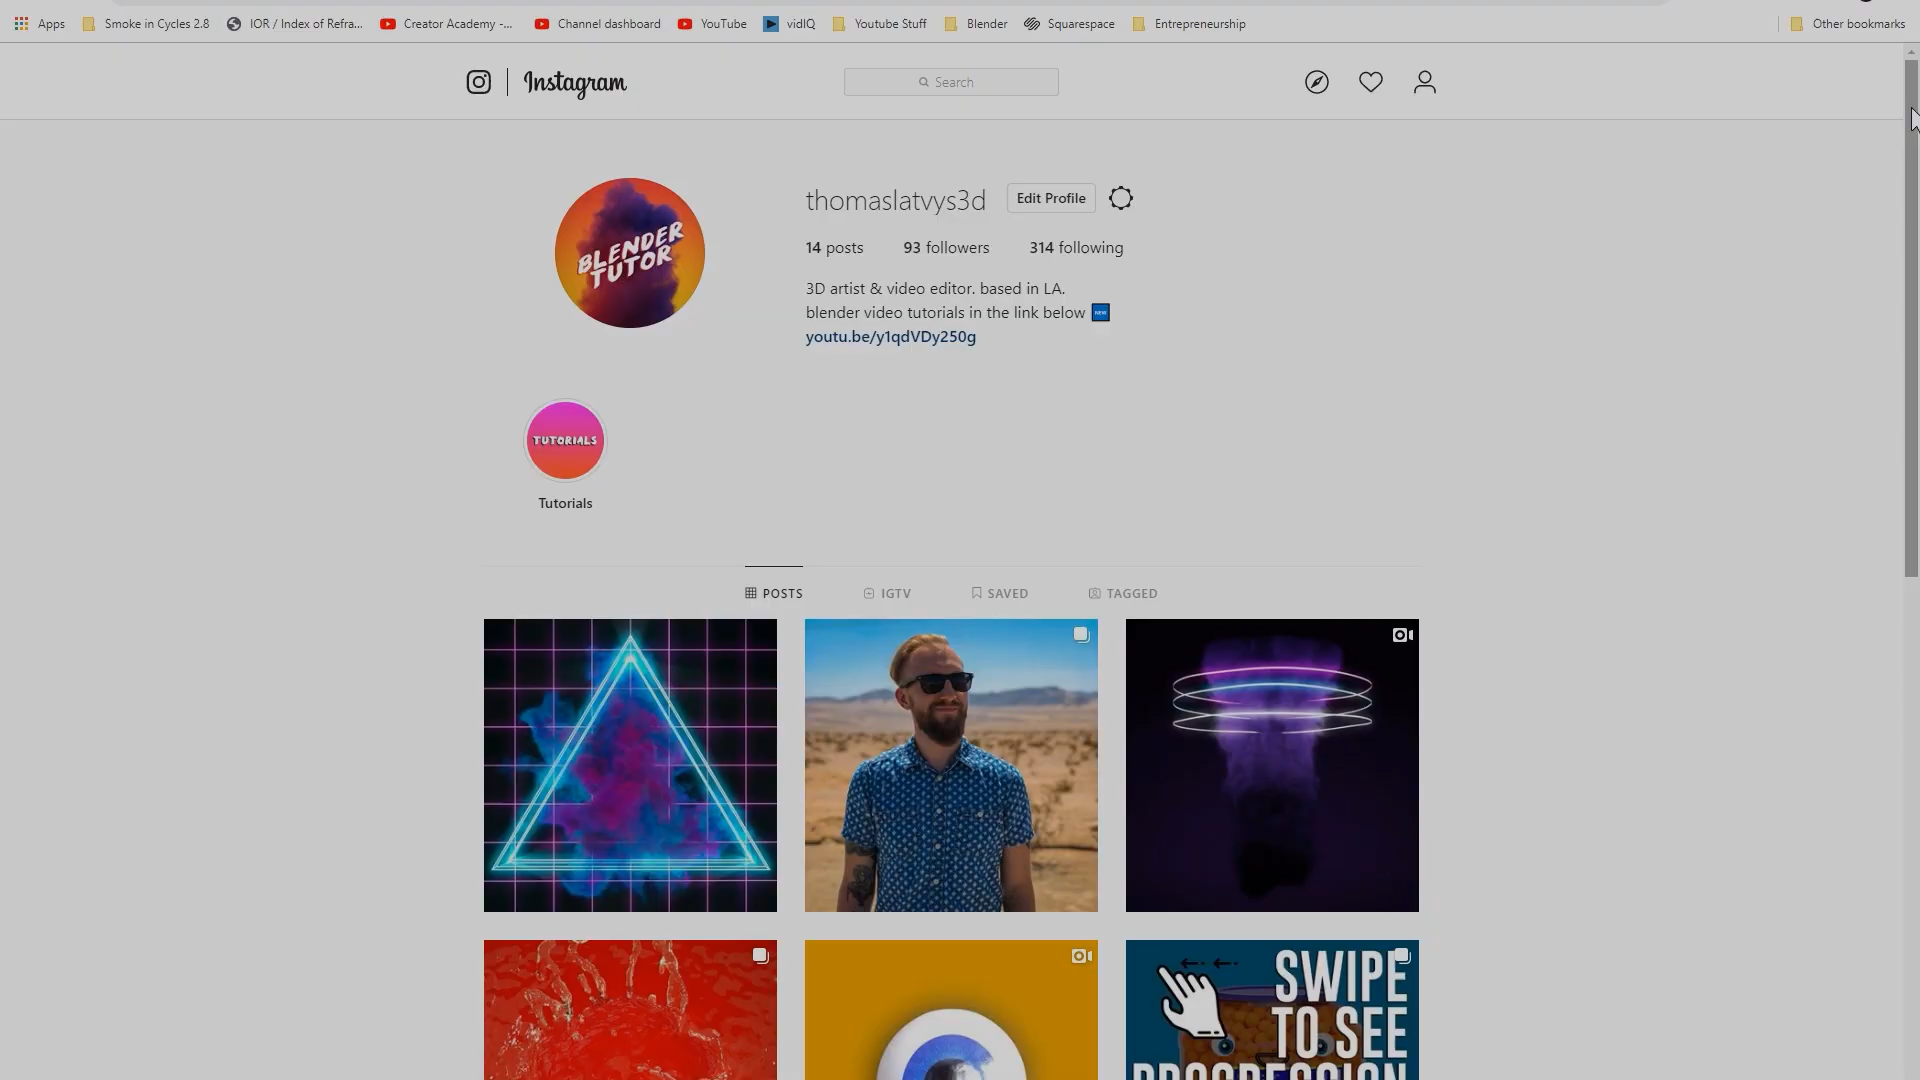 Apps Smoke in Cycles 2.8 IOR / Index of Refra... Creator Academy -... Channel dashboard YouTube vidIQ Youtube Stuff Blender Squarespace Entrepreneurship Other bookmarks
Instagram Search
thomaslatvys3d Edit Profile
14 posts 93 followers 314 following
3D artist & video editor. based in LA.
blender video tutorials in the link below NEW
youtu.be/y1qdVDy250g
BLENDER
TUTOR
TUTORIALS
Tutorials
POSTS IGTV SAVED TAGGED
SWIPE
TO SEE
PROGRESSION